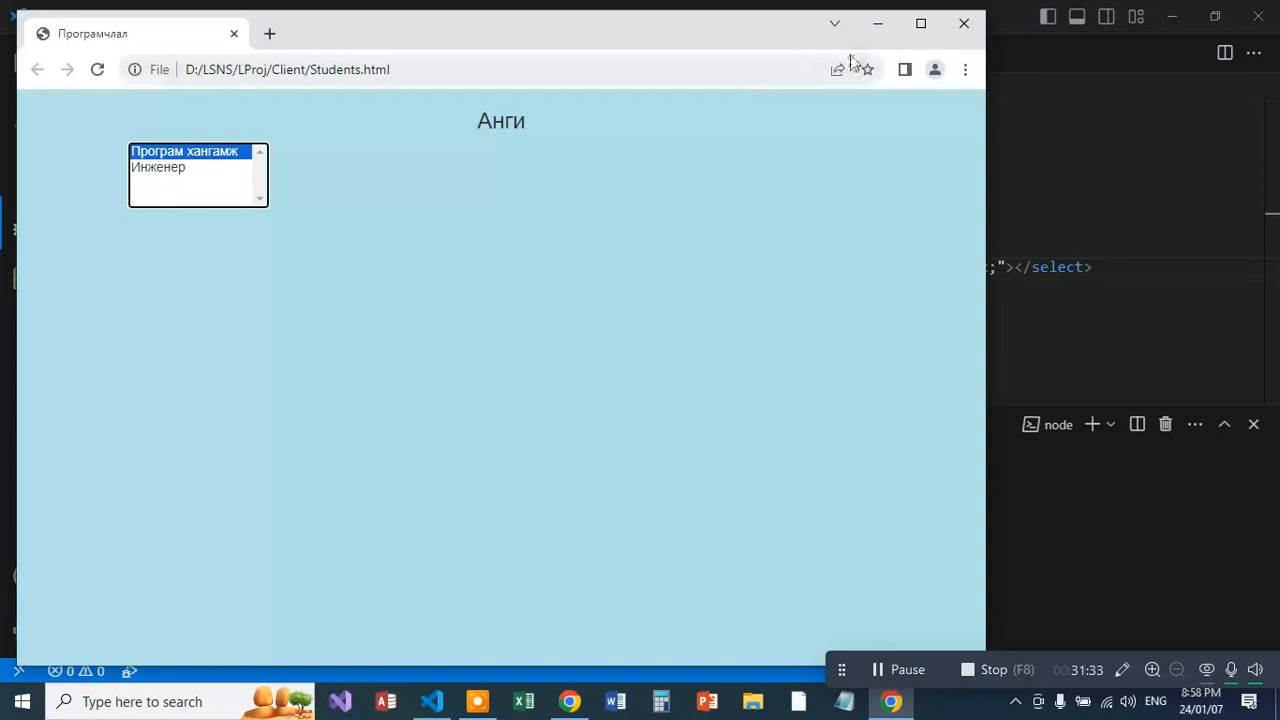 Програмчлал
File
D:/LSNS/LProj/Client/Students.html
Анги
Програм хангамж
Инженер
;"></select>
node
0
0
Pause
Stop (F8)
00:31:33
Type here to search
ENG
8:58 PM
24/01/07